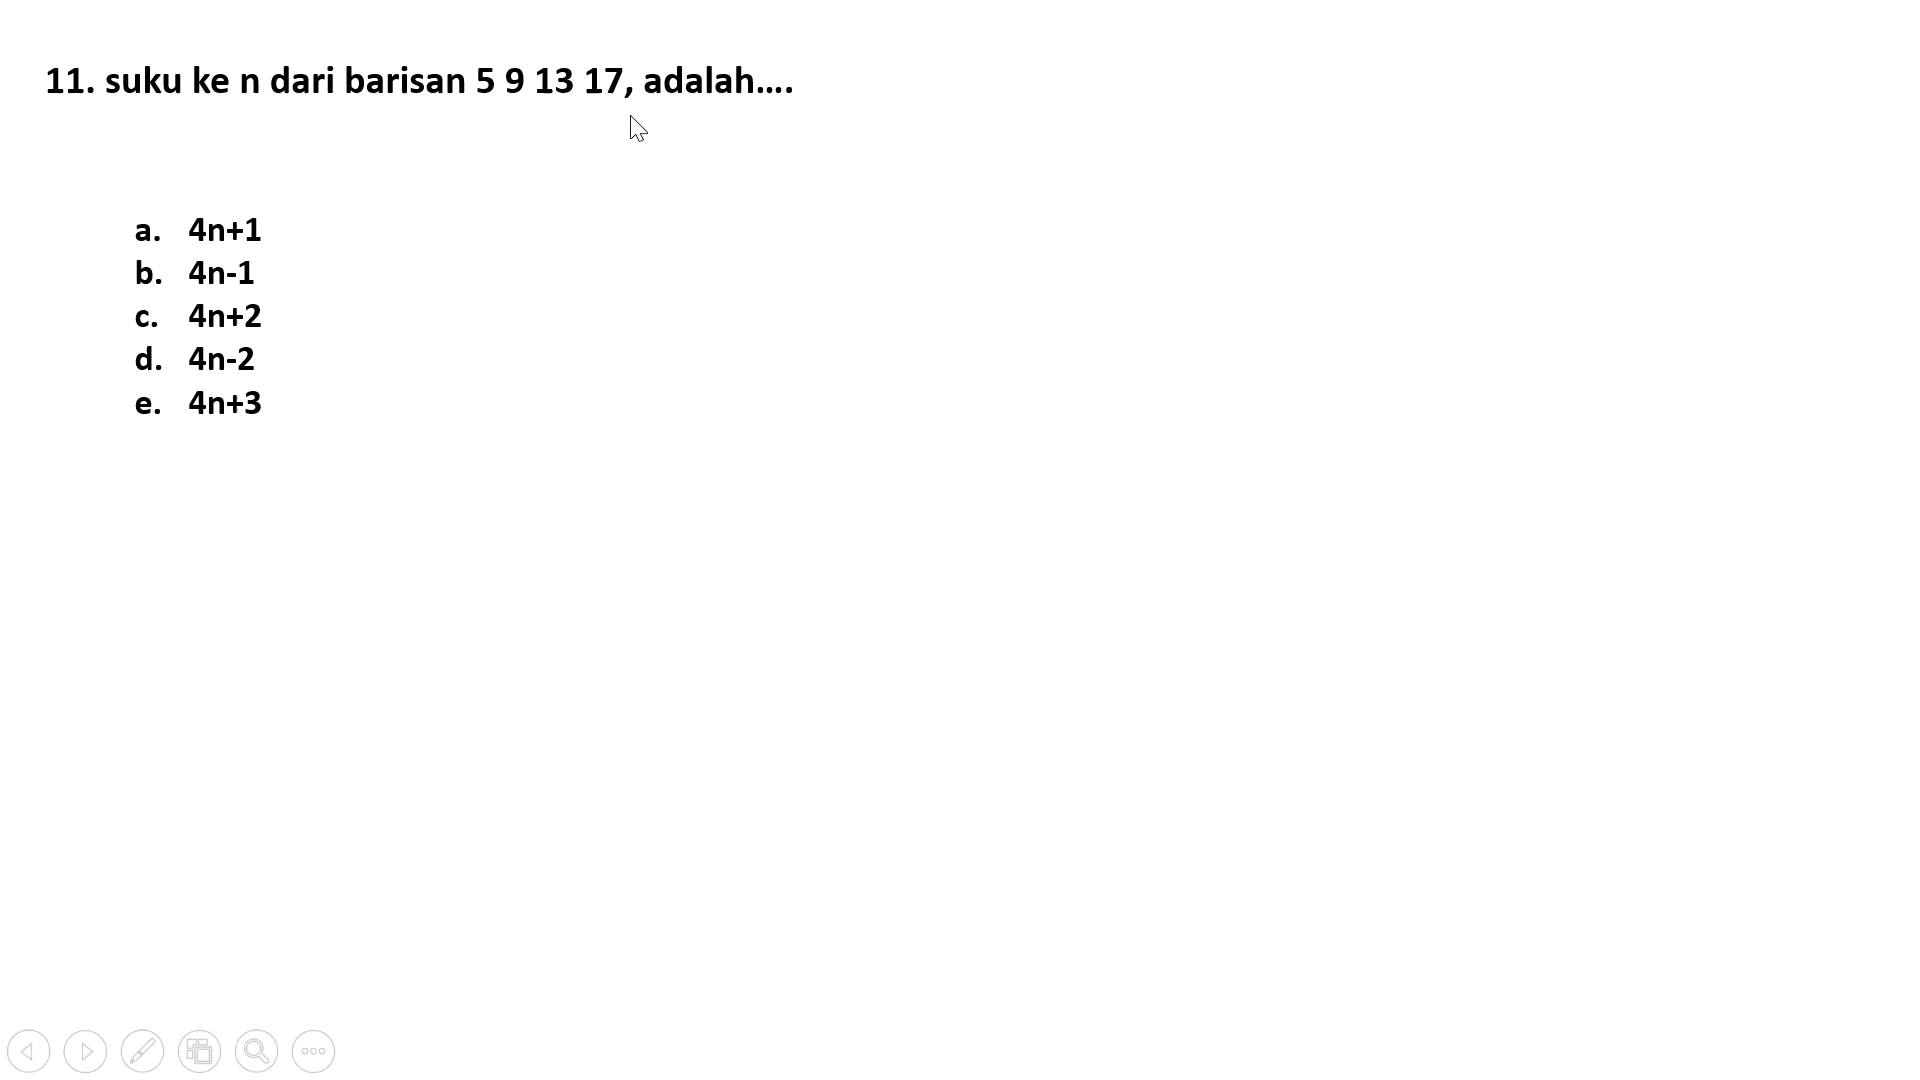 11. suku ke n dari barisan 5 9 13 17, adalah....
a. 4n+1
b. 4n-1
c. 4n+2
d. 4n-2
e. 4n+3